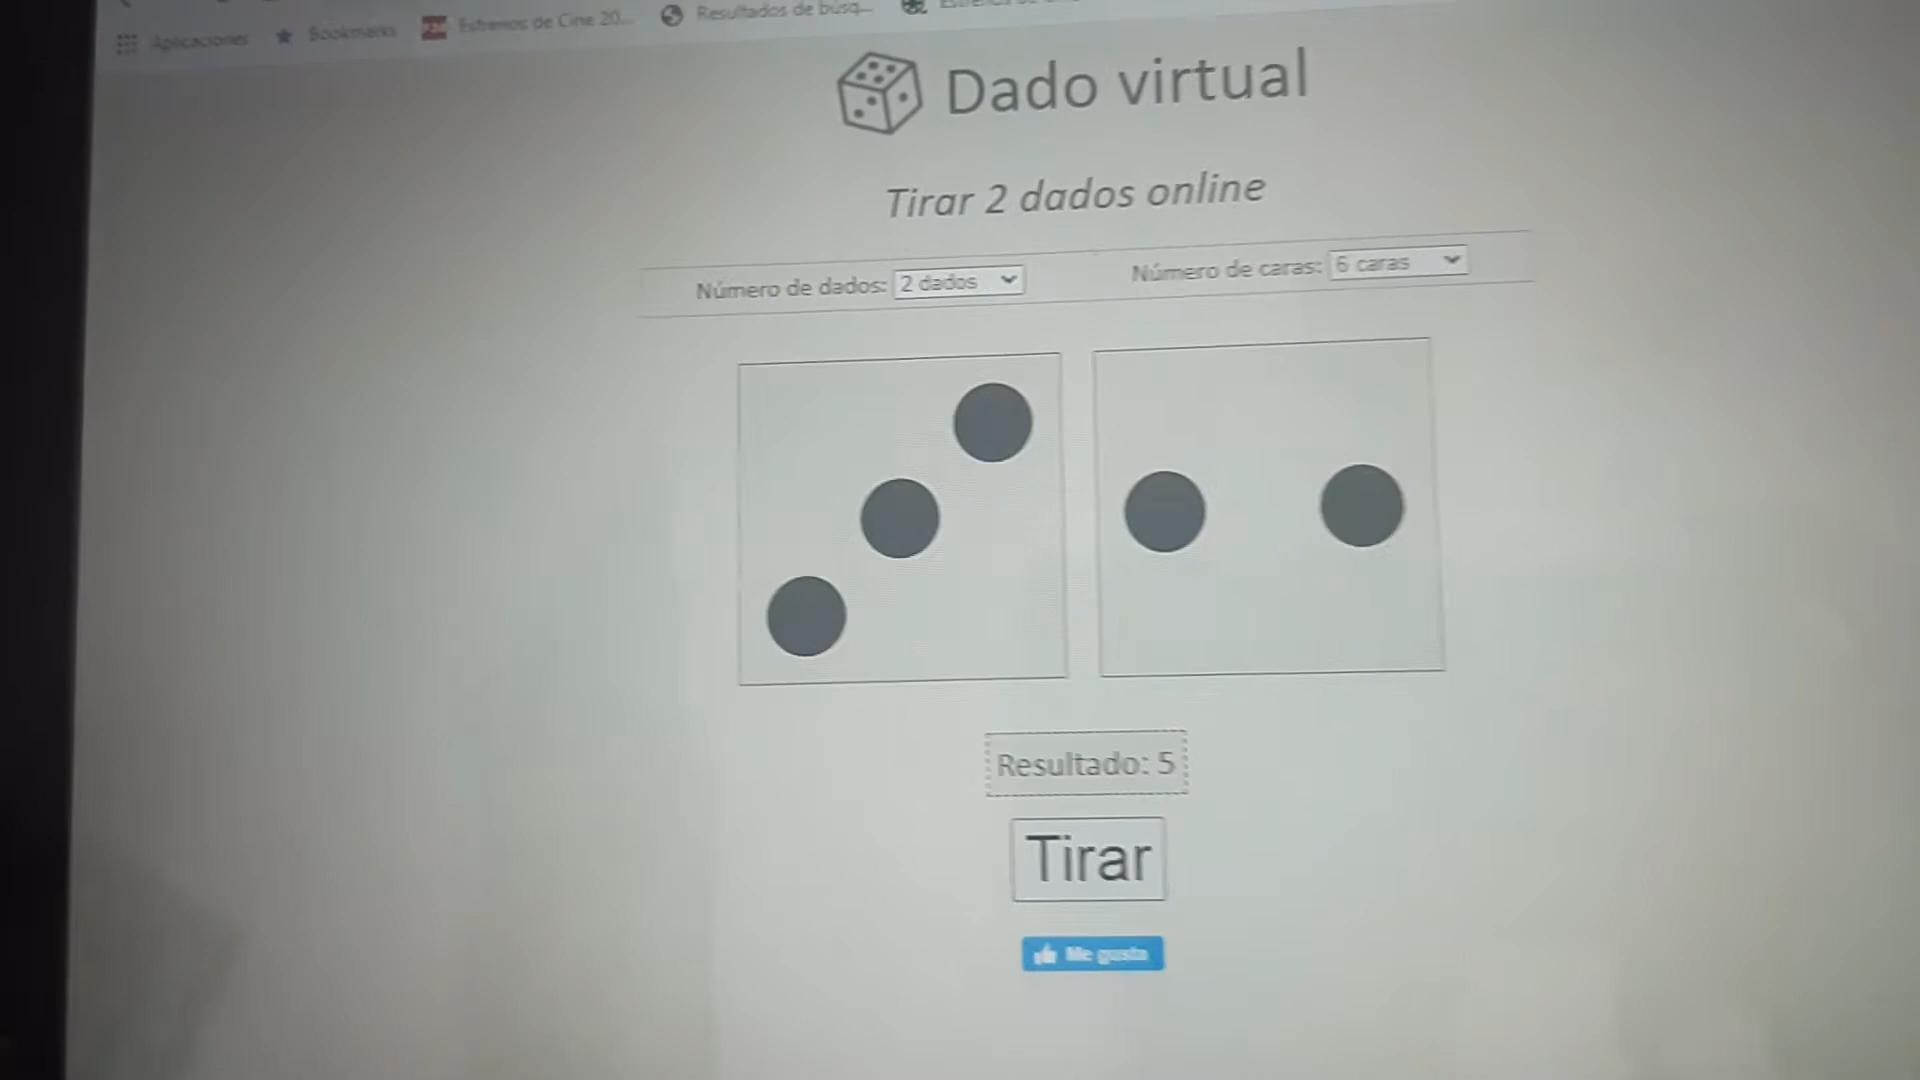 Aplicaciones Bookmarks Estrenos de Cine 20... Resultados de búsq...
Dado virtual
Tirar 2 dados online
Número de dados: 2 dados Número de caras: 6 caras
Resultado: 5
Tirar
Me gusta